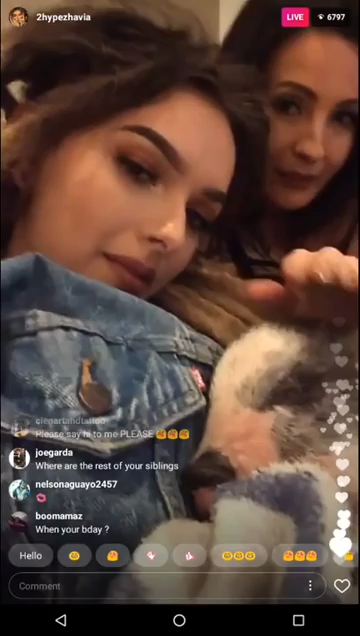 2hypezhavia
LIVE
6797
cienartandtattoo
Please say hi to me PLEASE
joegarda
Where are the rest of your siblings
nelsonaguayo2457
boomamaz
When your bday ?
Hello
Comment